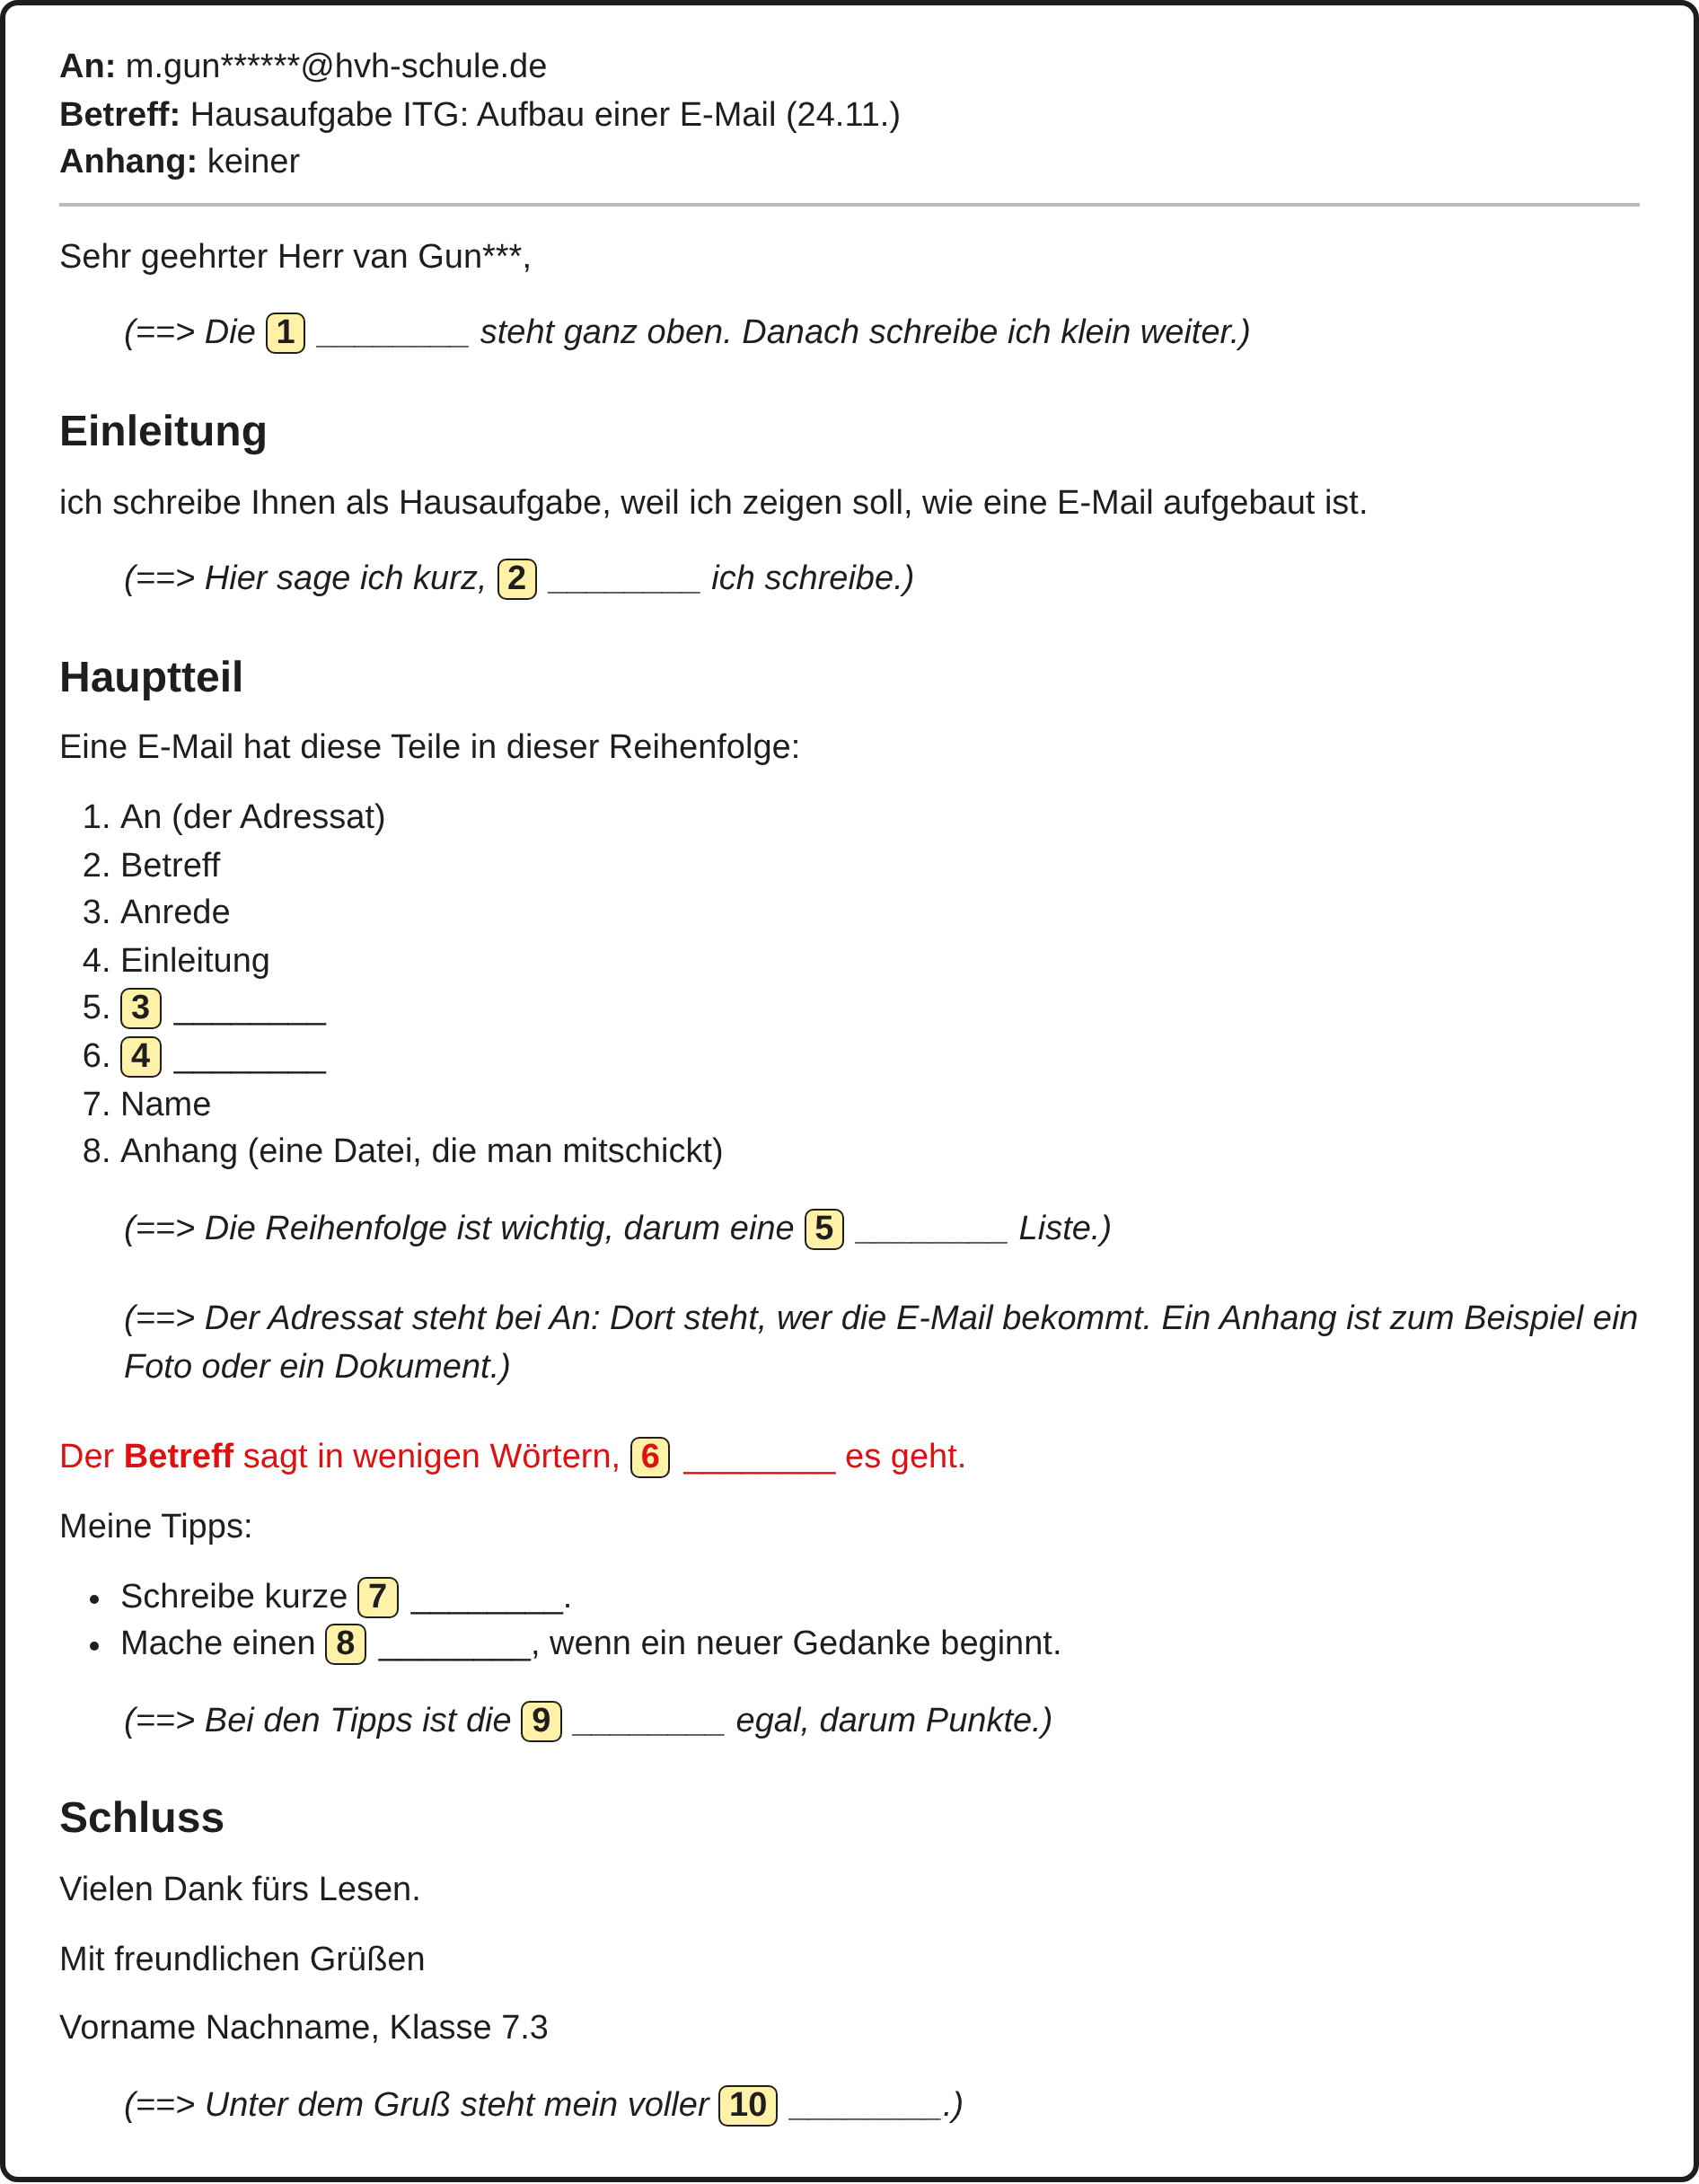 An: m.gun******@hvh-schule.de
Betreff: Hausaufgabe ITG: Aufbau einer E-Mail (24.11.)
Anhang: keiner
Sehr geehrter Herr van Gun***,
(==> Die 1 ________ steht ganz oben. Danach schreibe ich klein weiter.)
Einleitung
ich schreibe Ihnen als Hausaufgabe, weil ich zeigen soll, wie eine E-Mail aufgebaut ist.
(==> Hier sage ich kurz, 2 ________ ich schreibe.)
Hauptteil
Eine E-Mail hat diese Teile in dieser Reihenfolge:
1. An (der Adressat)
2. Betreff
3. Anrede
4. Einleitung
5. 3 ________
6. 4 ________
7. Name
8. Anhang (eine Datei, die man mitschickt)
(==> Die Reihenfolge ist wichtig, darum eine 5 ________ Liste.)
(==> Der Adressat steht bei An: Dort steht, wer die E-Mail bekommt. Ein Anhang ist zum Beispiel ein
Foto oder ein Dokument.)
Der Betreff sagt in wenigen Wörtern, 6 ________ es geht.
Meine Tipps:
• Schreibe kurze 7 ________.
• Mache einen 8 ________, wenn ein neuer Gedanke beginnt.
(==> Bei den Tipps ist die 9 ________ egal, darum Punkte.)
Schluss
Vielen Dank fürs Lesen.
Mit freundlichen Grüßen
Vorname Nachname, Klasse 7.3
(==> Unter dem Gruß steht mein voller 10 ________.)